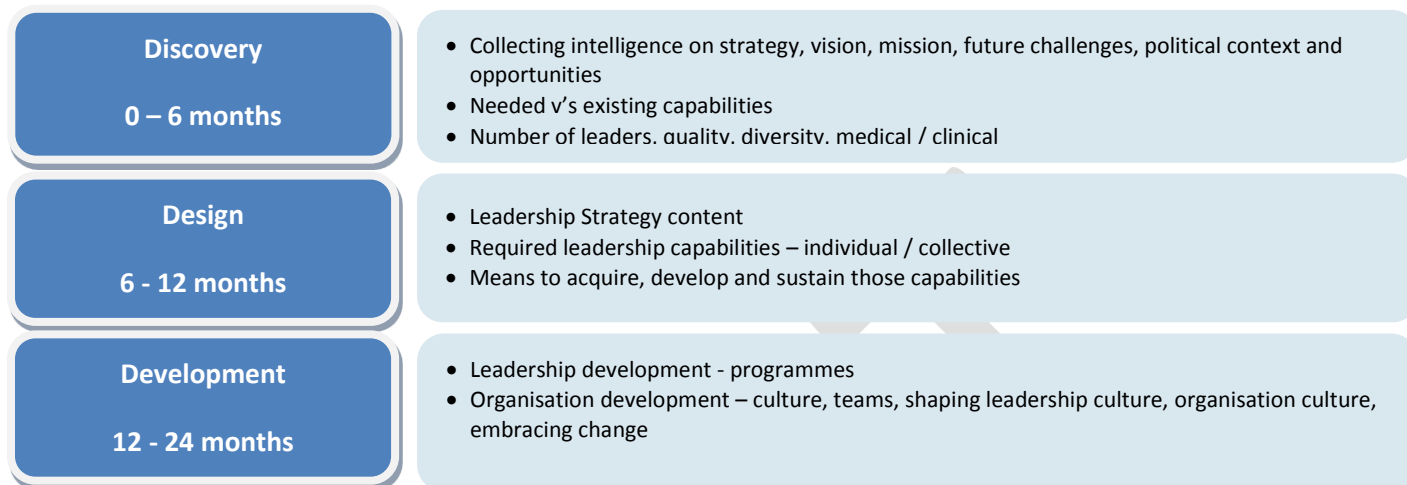 Discovery
0 – 6 months
• Collecting intelligence on strategy, vision, mission, future challenges, political context and
opportunities
• Needed v’s existing capabilities
• Number of leaders, quality, diversity, medical / clinical
Design
6 - 12 months
• Leadership Strategy content
• Required leadership capabilities – individual / collective
• Means to acquire, develop and sustain those capabilities
Development
12 - 24 months
• Leadership development - programmes
• Organisation development – culture, teams, shaping leadership culture, organisation culture,
embracing change